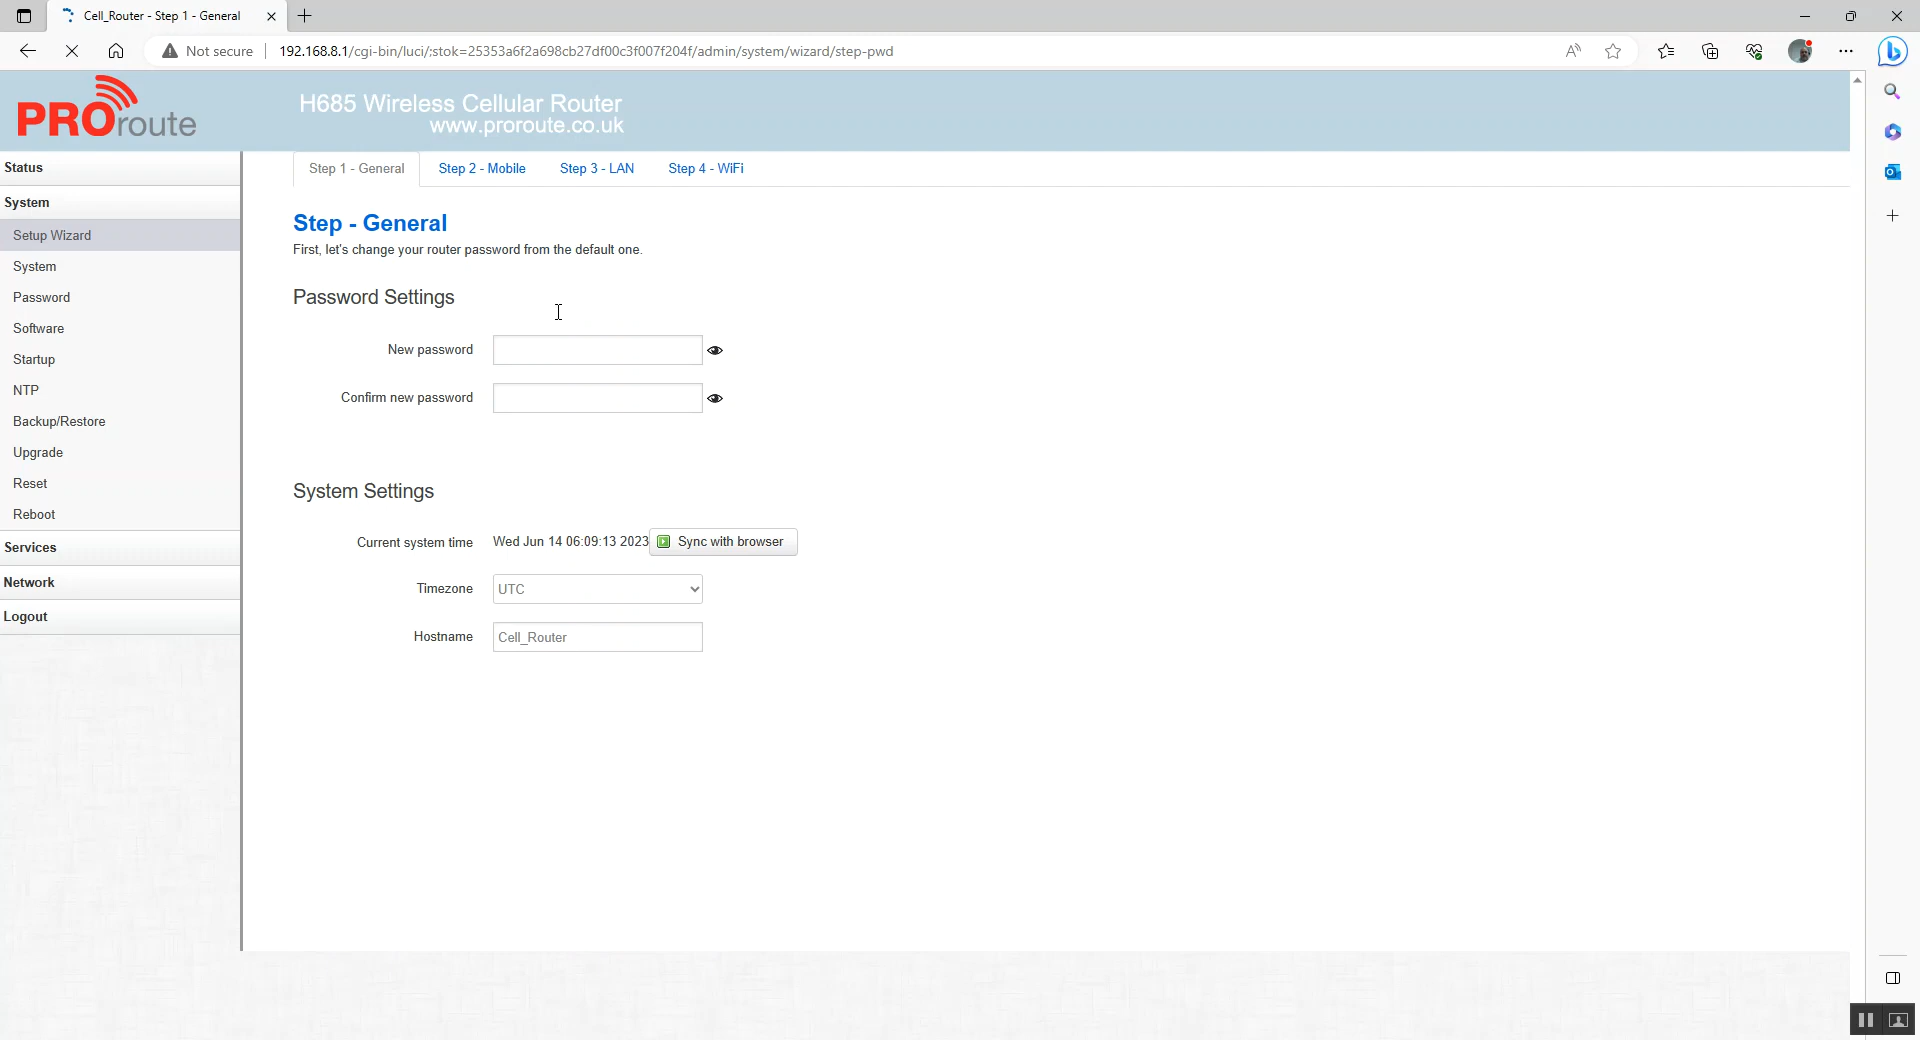 Cell_Router - Step 1 - General
Not secure
192.168.8.1/cgi-bin/luci/;stok=25353a6f2a698cb27df00c3f007f204f/admin/system/wizard/step-pwd
PROroute
H685 Wireless Cellular Router
www.proroute.co.uk
Status
System
Setup Wizard
System
Password
Software
Startup
NTP
Backup/Restore
Upgrade
Reset
Reboot
Services
Network
Logout
Step 1 - General
Step 2 - Mobile
Step 3 - LAN
Step 4 - WiFi
Step - General
First, let's change your router password from the default one.
Password Settings
New password
Confirm new password
System Settings
Current system time
Wed Jun 14 06:09:13 2023
Sync with browser
Timezone
UTC
Hostname
Cell_Router